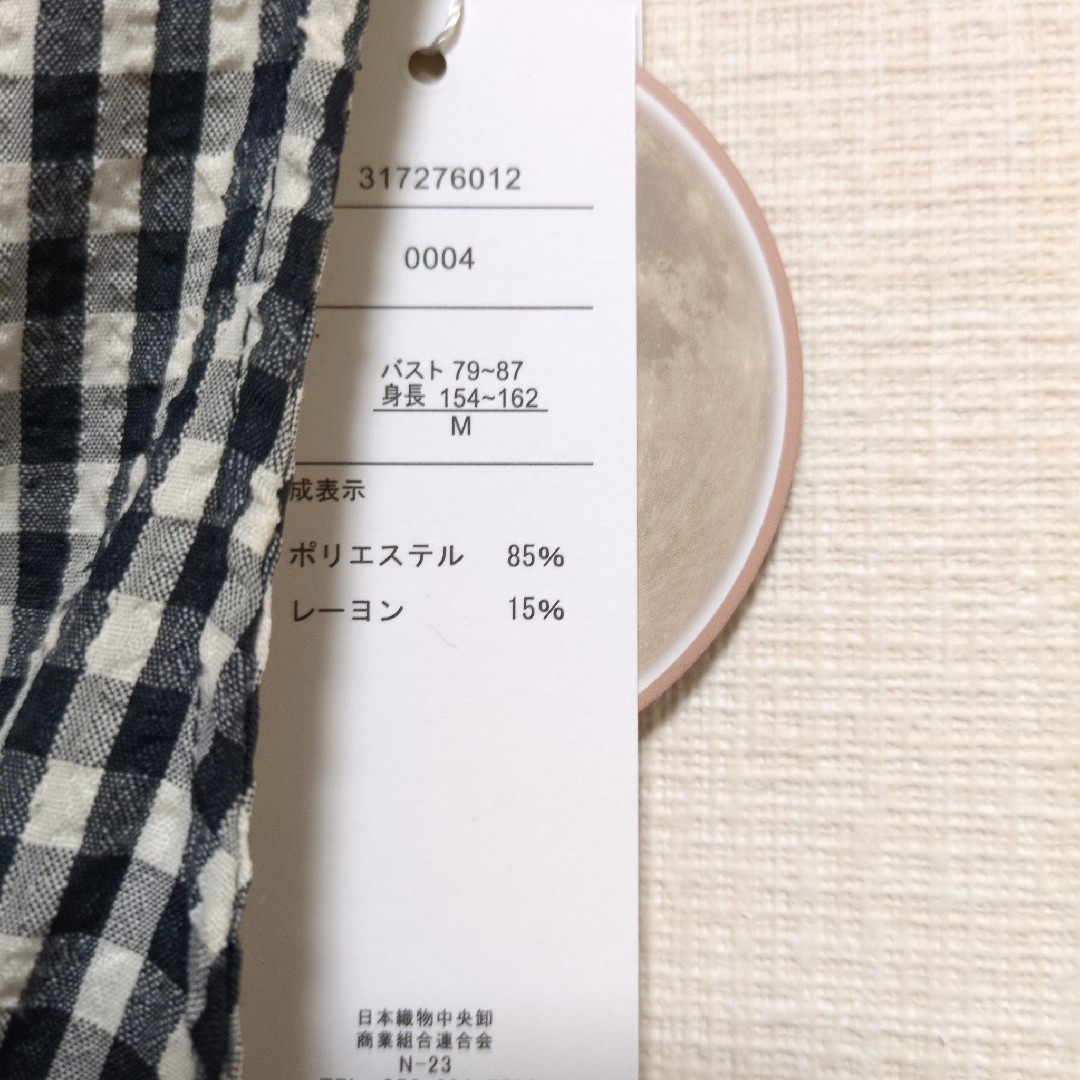 317276012
0004
バスト 79~87
身長 154~162
M
成表示
ポリエステル 85%
レーヨン 15%
日本織物中央卸
商業組合連合会
N-23